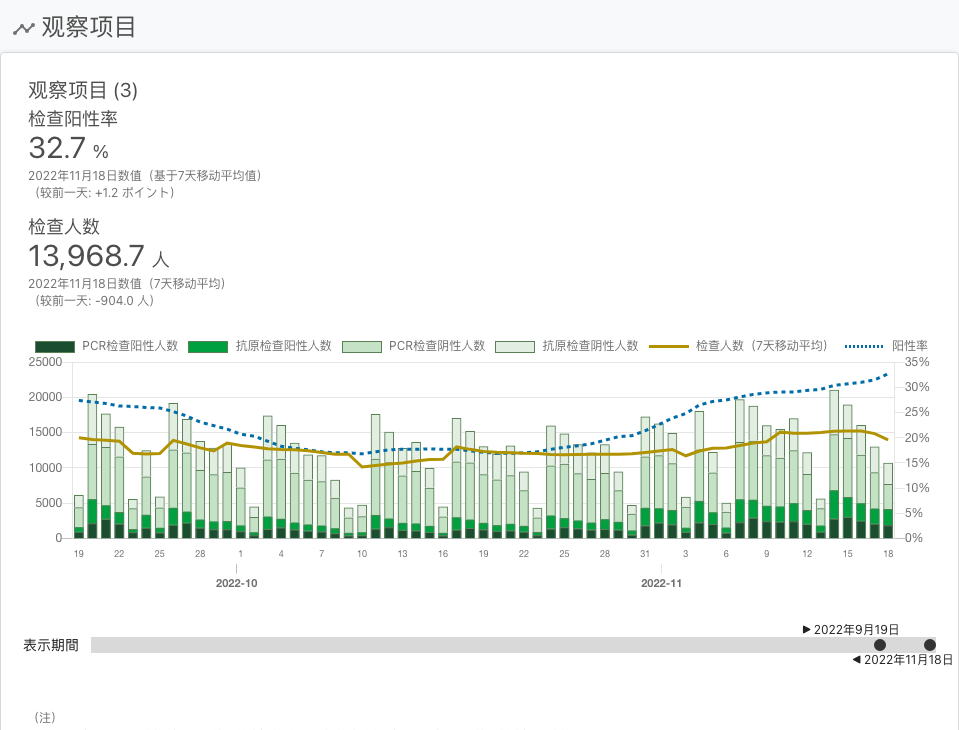 观察项目
观察项目 (3)
检查阳性率
32.7 %
2022年11月18日数值（基于7天移动平均值）
（较前一天: +1.2 ポイント）
检查人数
13,968.7 人
2022年11月18日数值（7天移动平均）
（较前一天: -904.0 人）
PCR检查阳性人数 抗原检查阳性人数 PCR检查阴性人数 抗原检查阴性人数 检查人数（7天移动平均） 阳性率
25000 35%
30%
20000
25%
15000
20%
15%
10000
10%
5000
5%
0 0%
19 22 25 28 1 4 7 10 13 16 19 22 25 28 31 3 6 9 12 15 18
2022-10 2022-11
▶ 2022年9月19日
表示期間
◀ 2022年11月18日
（注）